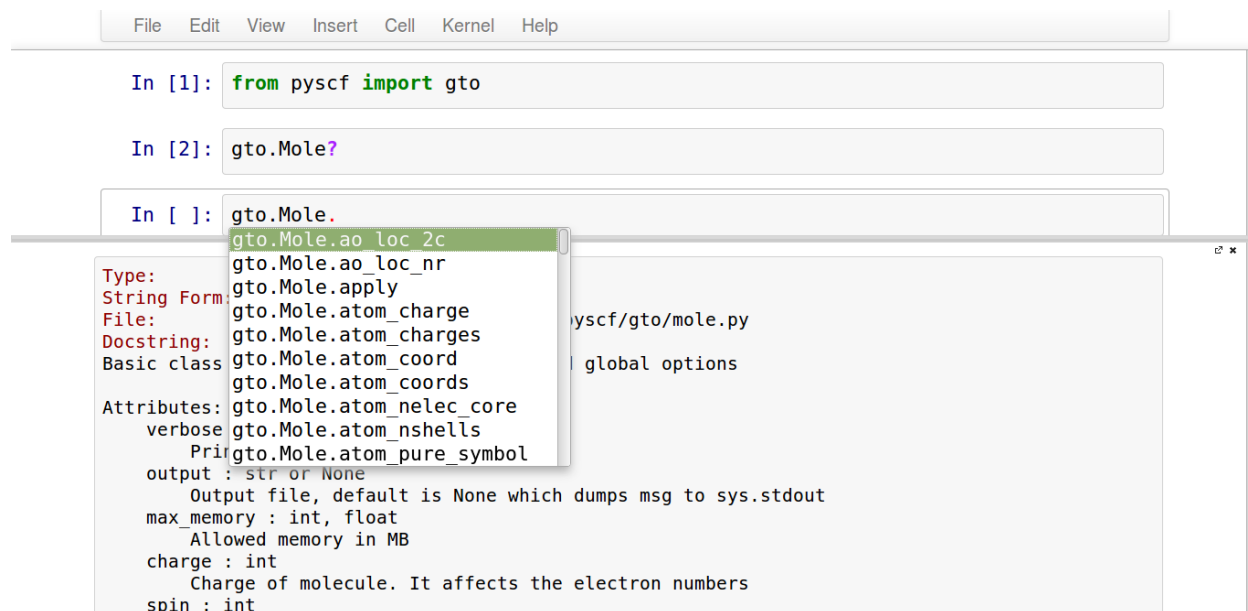 File Edit View Insert Cell Kernel Help
In [1]: from pyscf import gto
In [2]: gto.Mole?
In [ ]: gto.Mole.
gto.Mole.ao_loc_2c
gto.Mole.ao_loc_nr
gto.Mole.apply
gto.Mole.atom_charge
gto.Mole.atom_charges
gto.Mole.atom_coord
gto.Mole.atom_coords
gto.Mole.atom_nelec_core
gto.Mole.atom_nshells
gto.Mole.atom_pure_symbol
Type:
String Form:
File: pyscf/gto/mole.py
Docstring:
Basic class global options
Attributes:
verbose
output : str or None
Output file, default is None which dumps msg to sys.stdout
max_memory : int, float
Allowed memory in MB
charge : int
Charge of molecule. It affects the electron numbers
spin : int